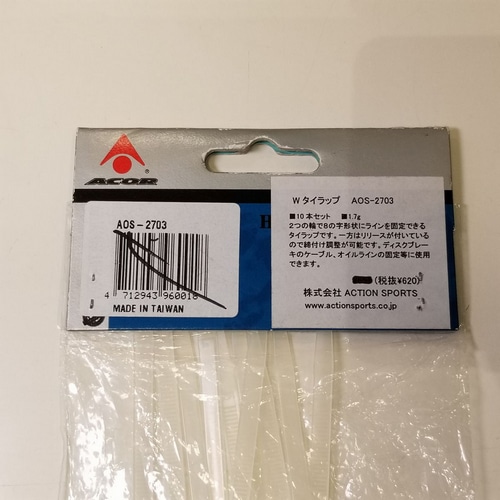 ACOR
AOS-2703
4 712943 960018
MADE IN TAIWAN
W タイラップ AOS-2703
■10本セット ■1.7g
2つの輪で8の字形状にラインを固定できる
タイラップです。一方はリリースが付いている
ので締付け調整が可能です。ディスクブレー
キのケーブル、オイルラインの固定等に使用
できます。
(税抜¥620)
株式会社 ACTION SPORTS
www.actionsports.co.jp